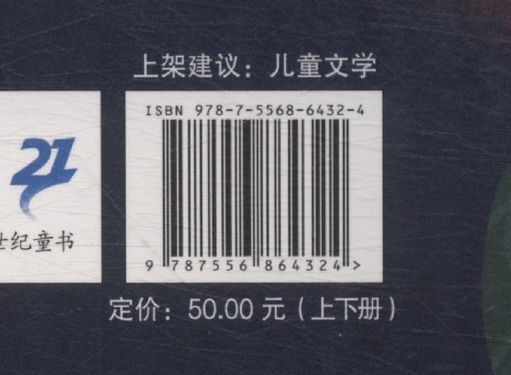 上架建议：儿童文学
ISBN 978-7-5568-6432-4
21
世纪童书
9 787556 864324 >
定价：50.00 元（上下册）